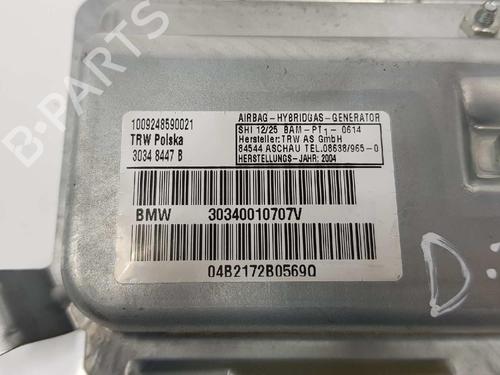 1009248590021
TRW Polska
3034 8447 B
AIRBAG-HYBRIDGAS-GENERATOR
SHI 12/25 BAM-PT1-0614
Hersteller:TRW AS GmbH
84544 ASCHAU TEL.08638/965-0
HERSTELLUNGS-JAHR: 2004
BMW 30340010707V
04B2172B0569Q
B-Parts